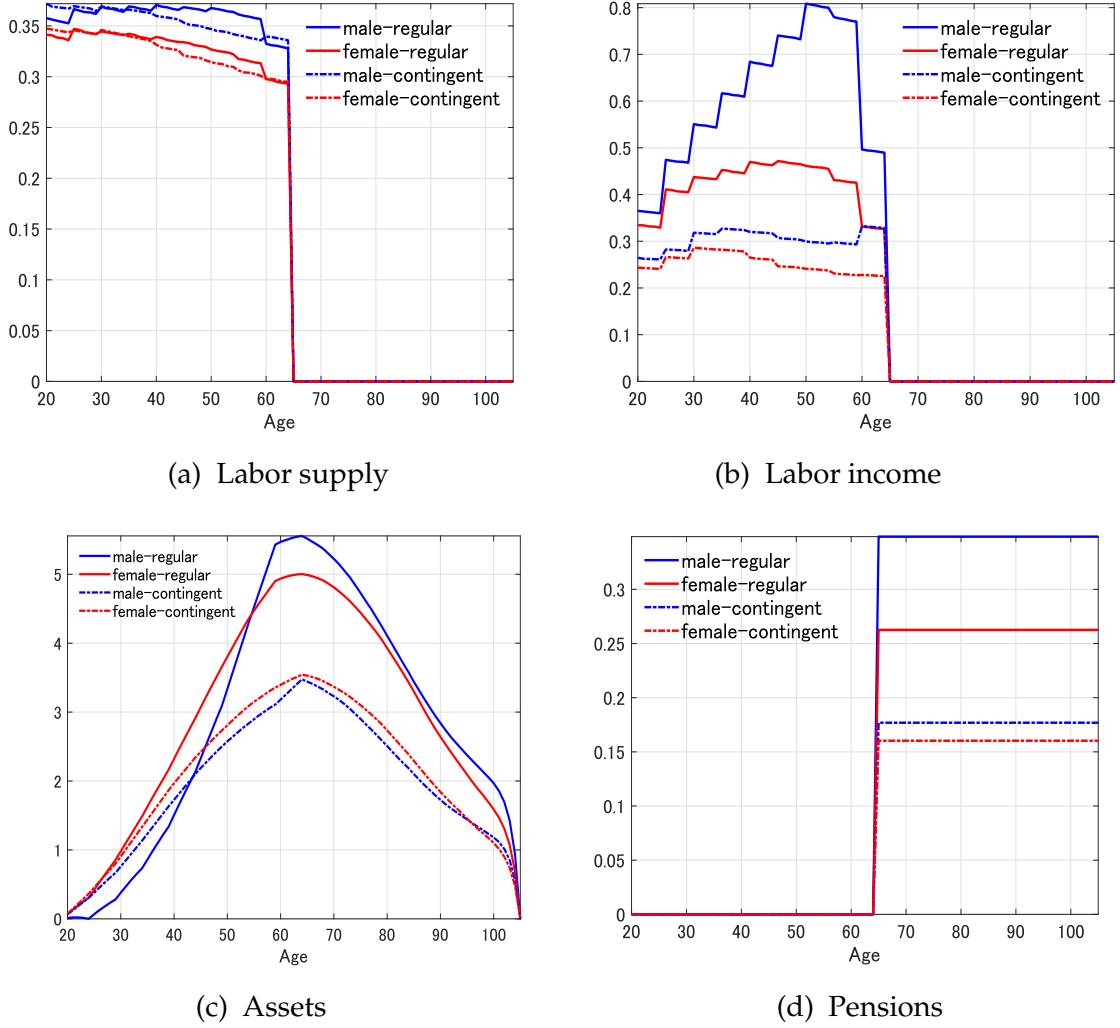 0.35
0.3
0.25
0.2
0.15
0.1
0.05
0
20 30 40 50 60 70 80 90 100
Age
male-regular
female-regular
male-contingent
female-contingent
(a) Labor supply
0.8
0.7
0.6
0.5
0.4
0.3
0.2
0.1
0
20 30 40 50 60 70 80 90 100
Age
male-regular
female-regular
male-contingent
female-contingent
(b) Labor income
5
4
3
2
1
0
20 30 40 50 60 70 80 90 100
Age
male-regular
female-regular
male-contingent
female-contingent
(c) Assets
0.3
0.25
0.2
0.15
0.1
0.05
0
20 30 40 50 60 70 80 90 100
Age
male-regular
female-regular
male-contingent
female-contingent
(d) Pensions